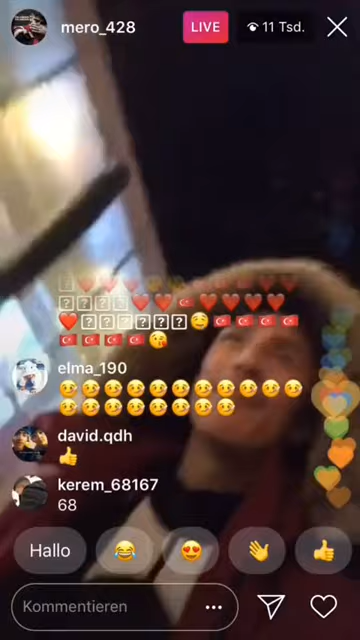 mero_428
LIVE
11 Tsd.
elma_190
david.qdh
kerem_68167
68
Hallo
Kommentieren